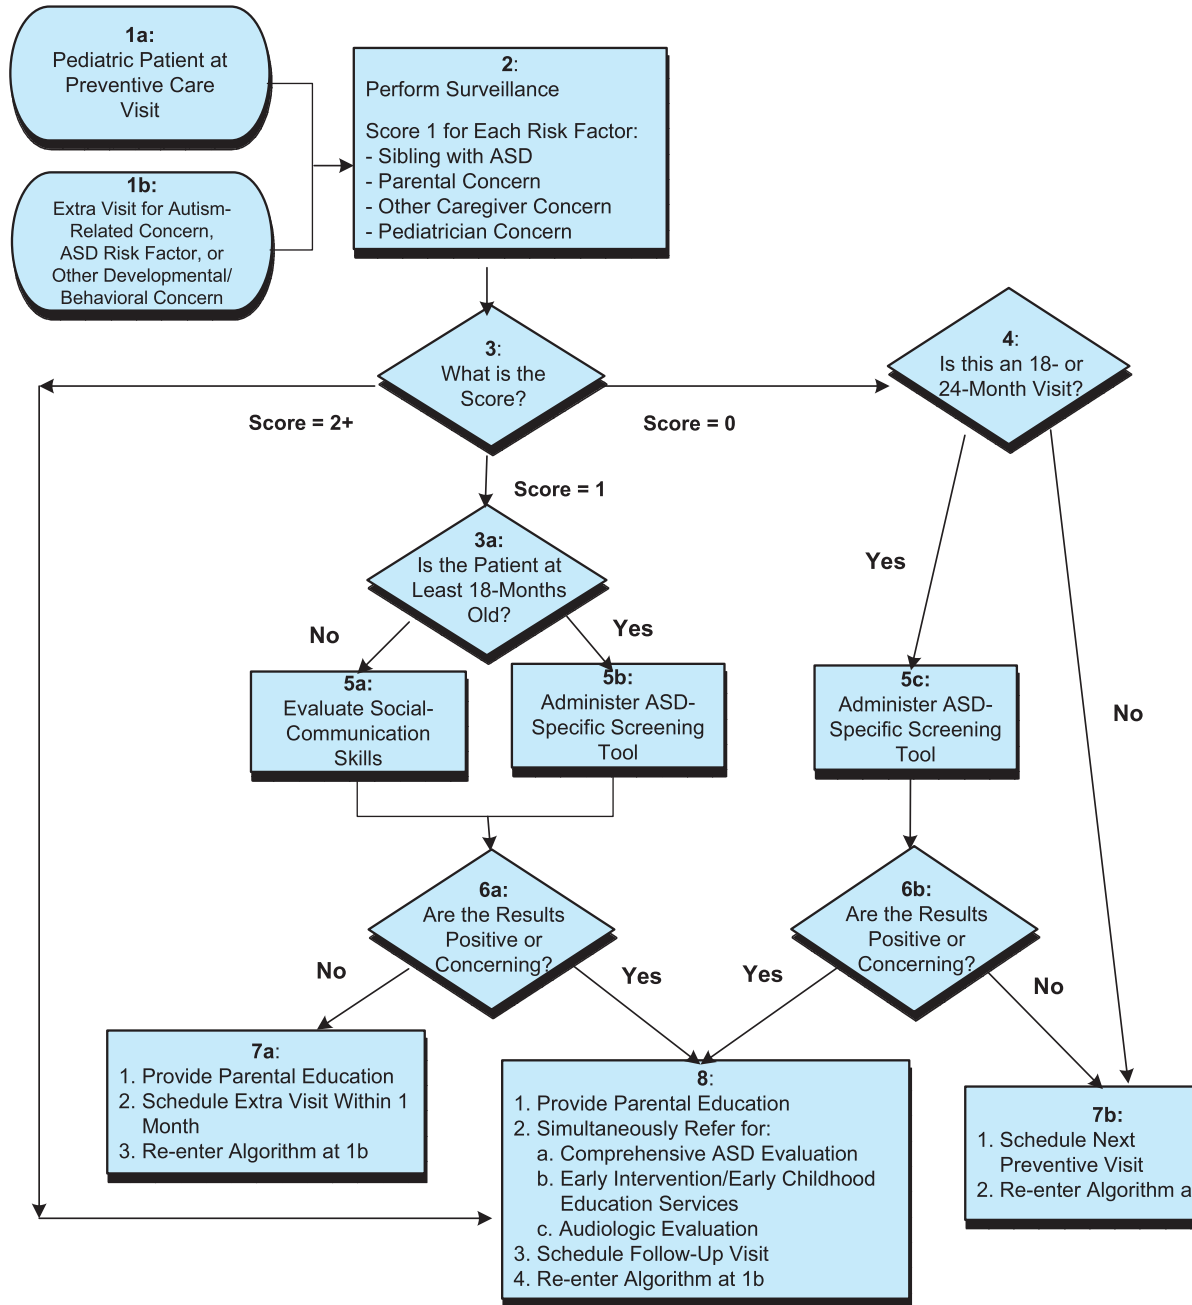 1a:
Pediatric Patient at
Preventive Care
Visit
1b:
Extra Visit for Autism-
Related Concern,
ASD Risk Factor, or
Other Developmental/
Behavioral Concern
2:
Perform Surveillance
Score 1 for Each Risk Factor:
- Sibling with ASD
- Parental Concern
- Other Caregiver Concern
- Pediatrician Concern
3:
What is the
Score?
Score = 2+
Score = 0
Score = 1
4:
Is this an 18- or
24-Month Visit?
Yes
No
3a:
Is the Patient at
Least 18-Months
Old?
No
Yes
5a:
Evaluate Social-
Communication
Skills
5b:
Administer ASD-
Specific Screening
Tool
5c:
Administer ASD-
Specific Screening
Tool
6a:
Are the Results
Positive or
Concerning?
No
Yes
6b:
Are the Results
Positive or
Concerning?
Yes
No
7a:
1. Provide Parental Education
2. Schedule Extra Visit Within 1
Month
3. Re-enter Algorithm at 1b
8:
1. Provide Parental Education
2. Simultaneously Refer for:
a. Comprehensive ASD Evaluation
b. Early Intervention/Early Childhood
Education Services
c. Audiologic Evaluation
3. Schedule Follow-Up Visit
4. Re-enter Algorithm at 1b
7b:
1. Schedule Next
Preventive Visit
2. Re-enter Algorithm a